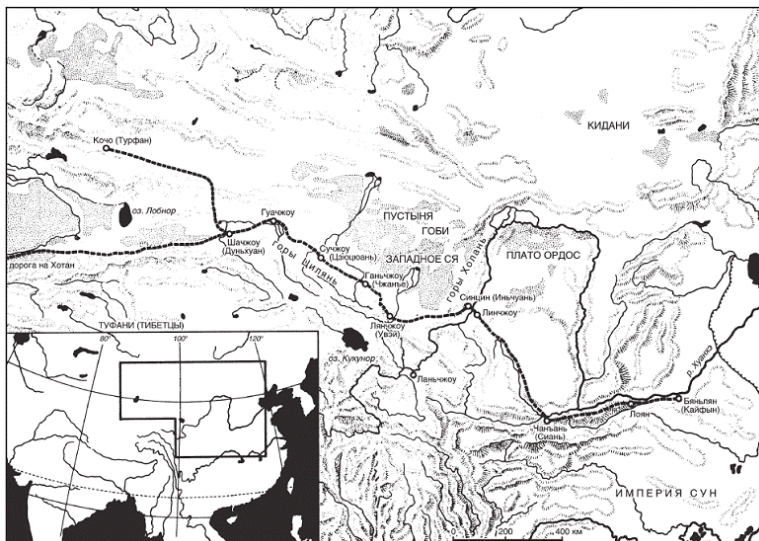 КИДАНИ
Кочо (Турфан)
оз. Лобнор
Гуачжоу
ПУСТЫНЯ
ГОБИ
Шачжоу
(Дуньхуан)
Сучжоу
(Цзюцюань)
ЗАПАДНОЕ СЯ
ПЛАТО ОРДОС
горы Холань
дорога на Хотан
горы Цилянь
Ганьчжоу
(Чжанъе)
Синцин (Иньчуань)
Линчжоу
Лянчжоу
(Увэй)
ТУФАНИ (ТИБЕТЦЫ)
оз. Кукунор
80°
100°
120°
Ланьчжоу
р. Хуанхэ
Бяньлян
(Кайфын)
Лоян
Чанъань
(Сиань)
ИМПЕРИЯ СУН
0
200
400 км